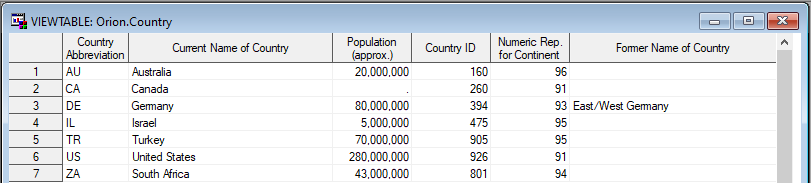 VIEWTABLE: Orion.Country
Country Abbreviation Current Name of Country Population (approx.) Country ID Numeric Rep. for Continent Former Name of Country
1 AU Australia 20,000,000 160 96
2 CA Canada . 260 91
3 DE Germany 80,000,000 394 93 East/West Germany
4 IL Israel 5,000,000 475 95
5 TR Turkey 70,000,000 905 95
6 US United States 280,000,000 926 91
7 ZA South Africa 43,000,000 801 94